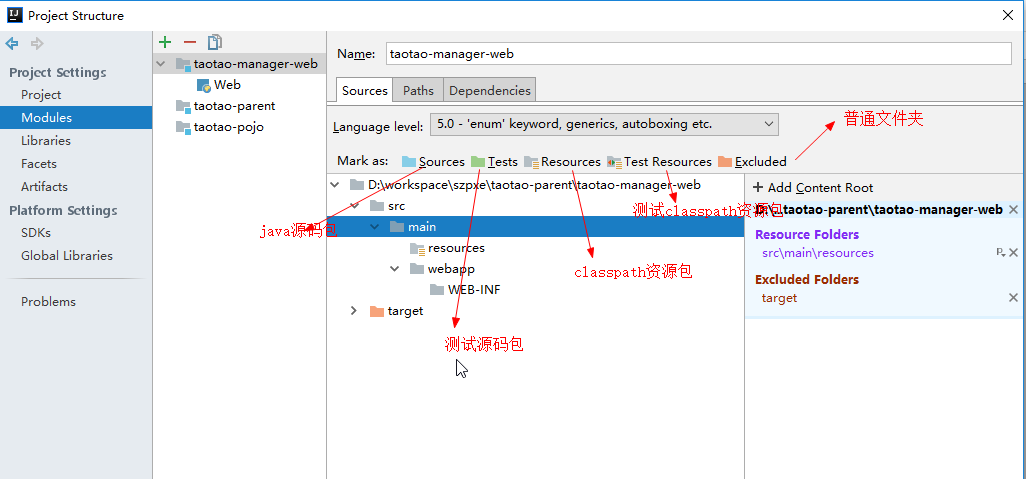 Project Structure
Project Settings
Project
Modules
Libraries
Facets
Artifacts
Platform Settings
SDKs
Global Libraries
Problems
taotao-manager-web
Web
taotao-parent
taotao-pojo
Name: taotao-manager-web
Sources Paths Dependencies
Language level: 5.0 - 'enum' keyword, generics, autoboxing etc.
普通文件夹
Mark as: Sources Tests Resources Test Resources Excluded
D:\workspace\szpxe\taotao-parent\taotao-manager-web
src
main
resources
webapp
WEB-INF
target
java源码包
测试源码包
classpath资源包
测试classpath资源包
Add Content Root
taotao-parent\taotao-manager-web
Resource Folders
src\main\resources
Excluded Folders
target